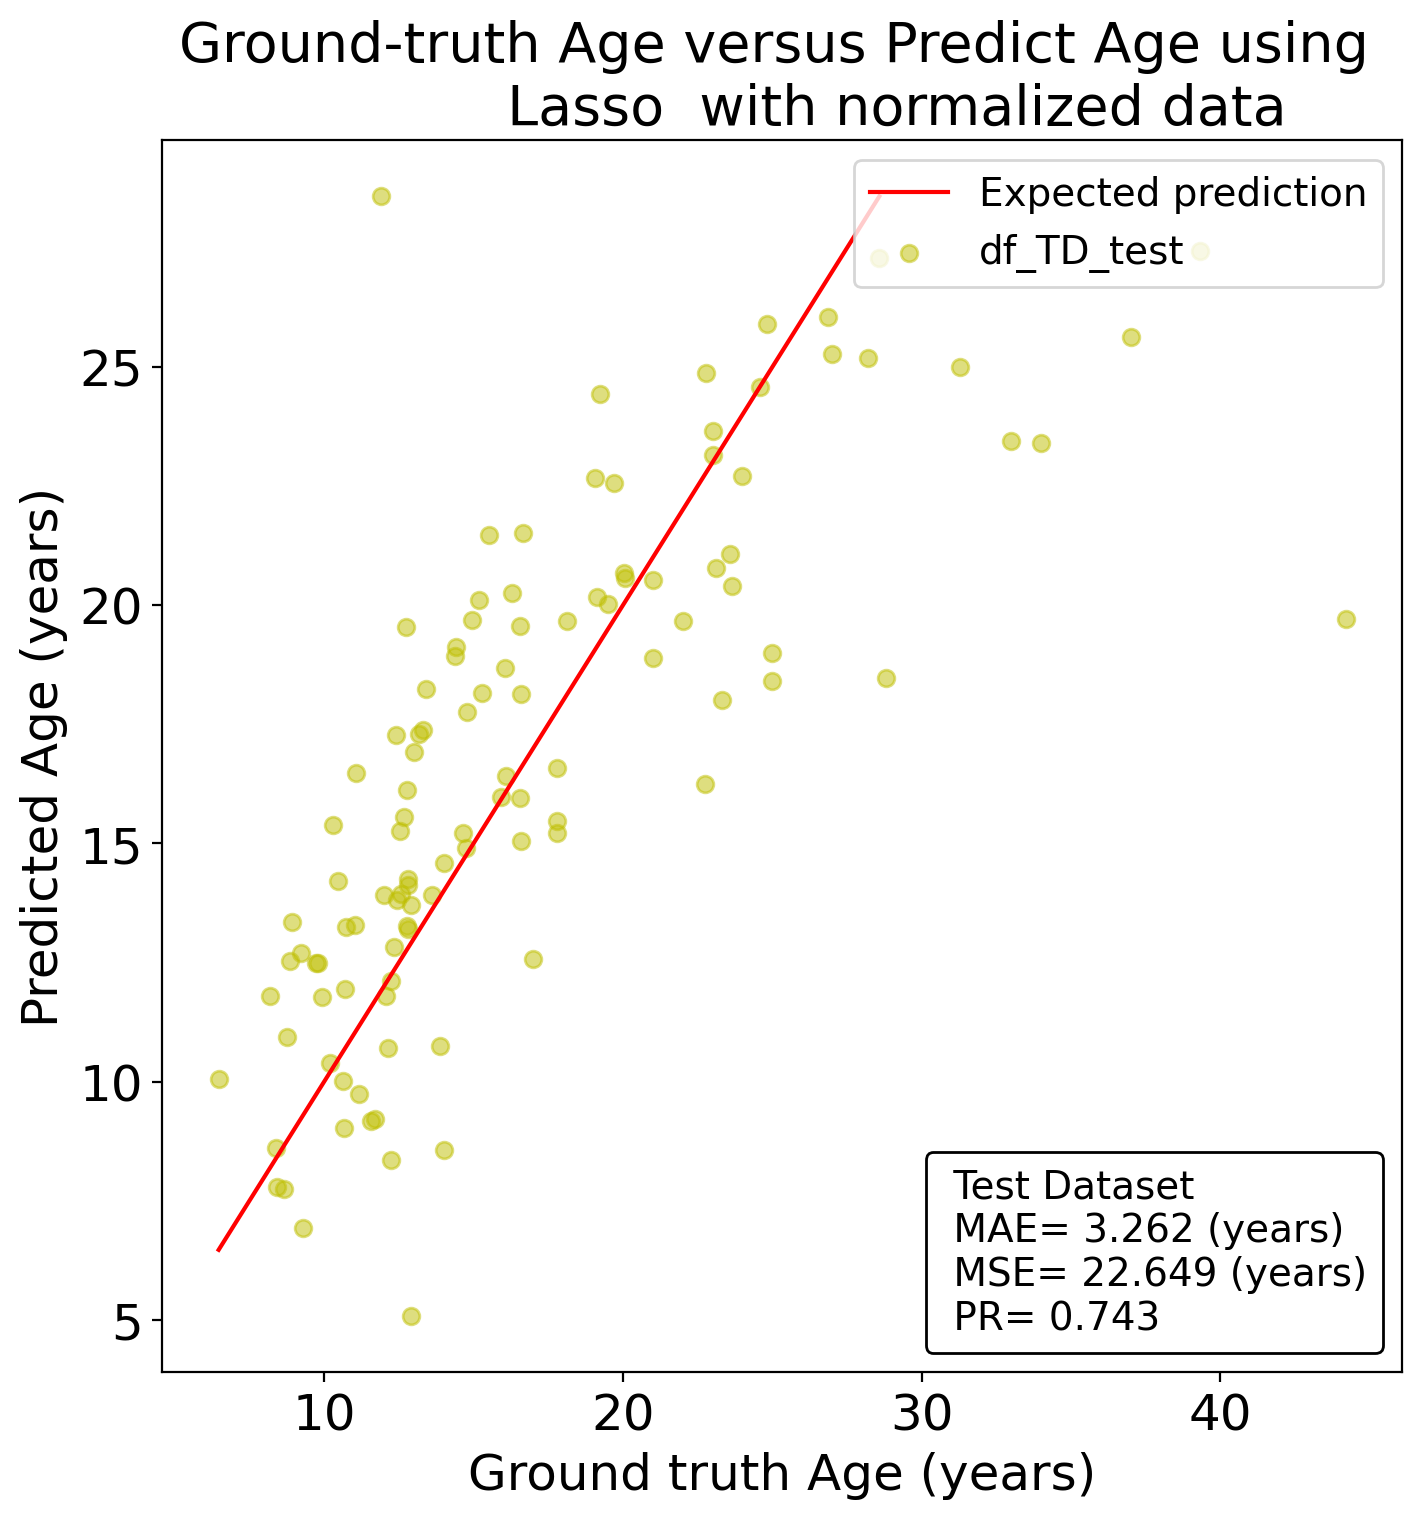 Ground-truth Age versus Predict Age using
Lasso  with normalized data
Expected prediction
df_TD_test
Predicted Age (years)
25
20
15
10
5
Test Dataset
MAE= 3.262 (years)
MSE= 22.649 (years)
PR= 0.743
10 20 30 40
Ground truth Age (years)